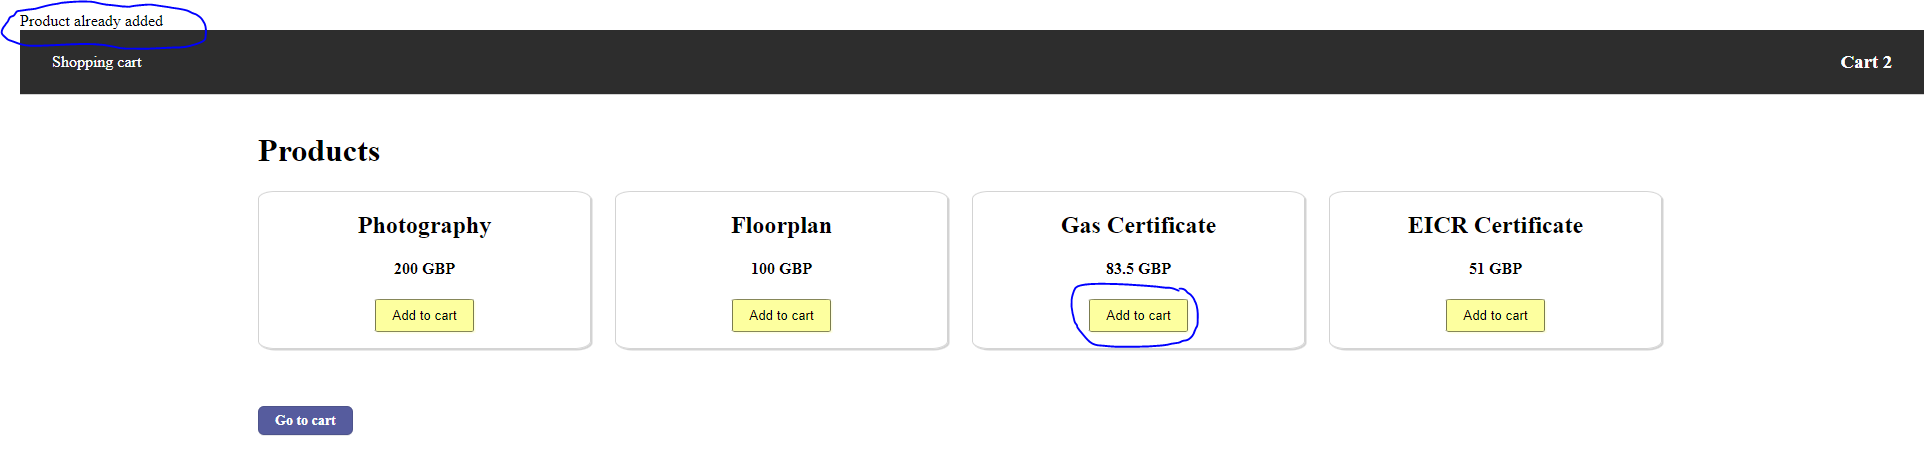 Product already added
Shopping cart
Cart 2
Products
Photography
200 GBP
Add to cart
Floorplan
100 GBP
Add to cart
Gas Certificate
83.5 GBP
Add to cart
EICR Certificate
51 GBP
Add to cart
Go to cart